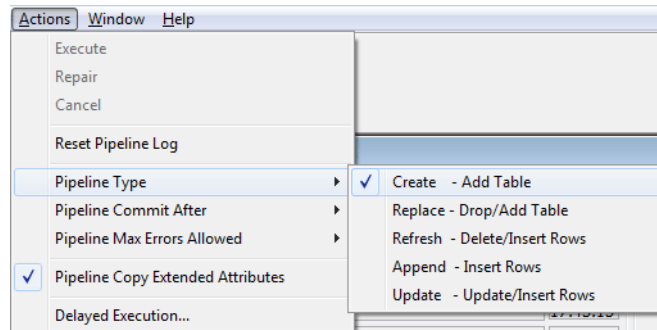 Actions Window Help
Execute
Repair
Cancel
Reset Pipeline Log
Pipeline Type
Create - Add Table
Pipeline Commit After
Replace - Drop/Add Table
Pipeline Max Errors Allowed
Refresh - Delete/Insert Rows
Append - Insert Rows
Pipeline Copy Extended Attributes
Update - Update/Insert Rows
Delayed Execution...